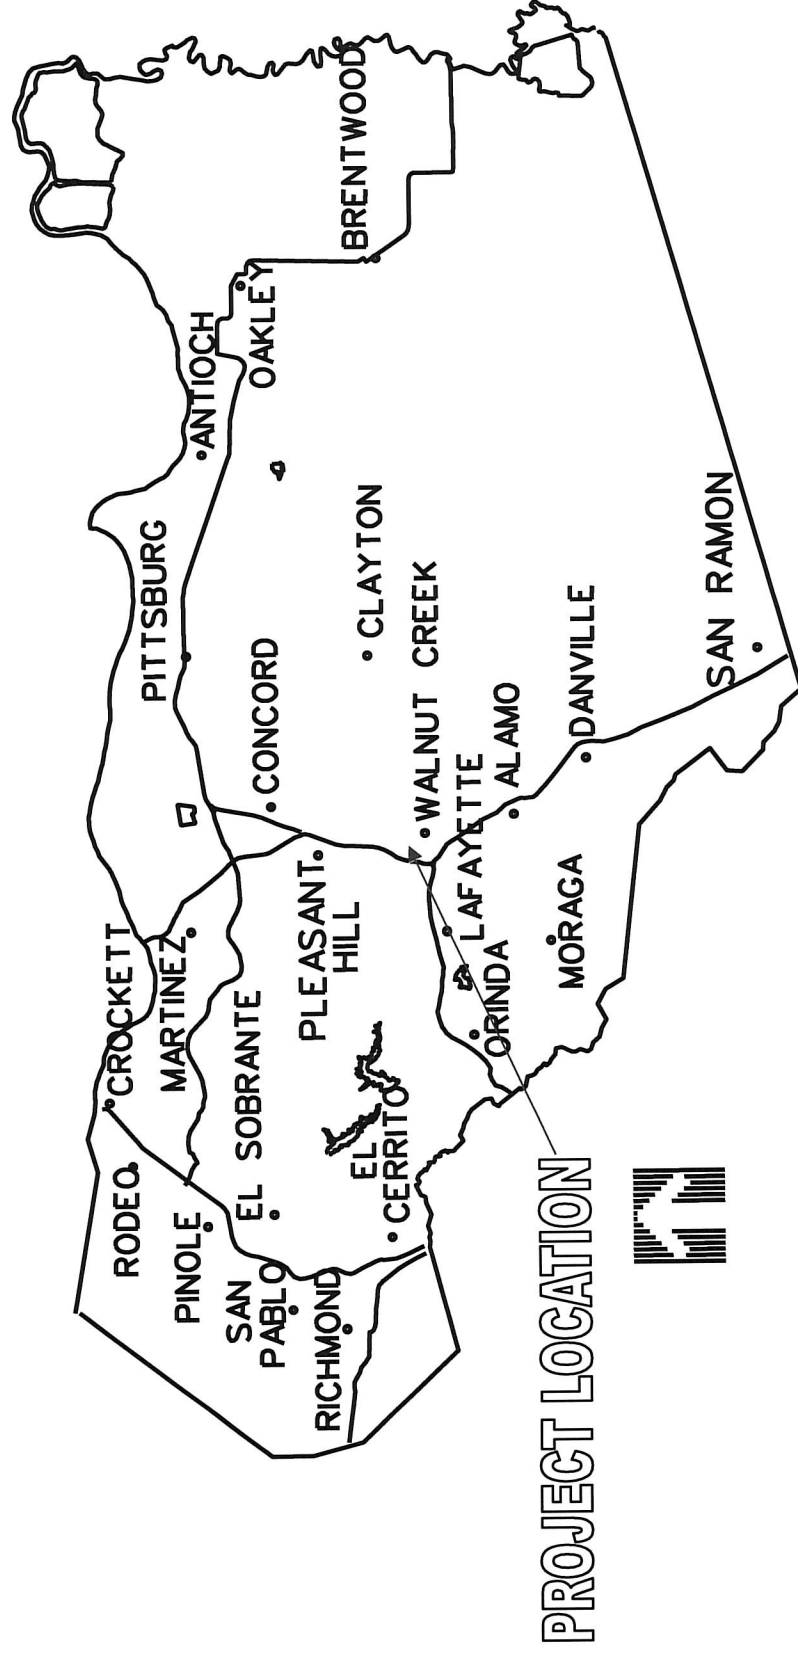 CROCKETT
RODEO
MARTINEZ
PINOLE
EL SOBRANTE
SAN
PABLO
RICHMOND
EL
CERRITO
PLEASANT
HILL
PITTSBURG
ANTIOCH
OAKLEY
BRENTWOOD
CONCORD
CLAYTON
WALNUT CREEK
LAFAYETTE
ORINDA
ALAMO
MORAGA
DANVILLE
SAN RAMON
PROJECT LOCATION